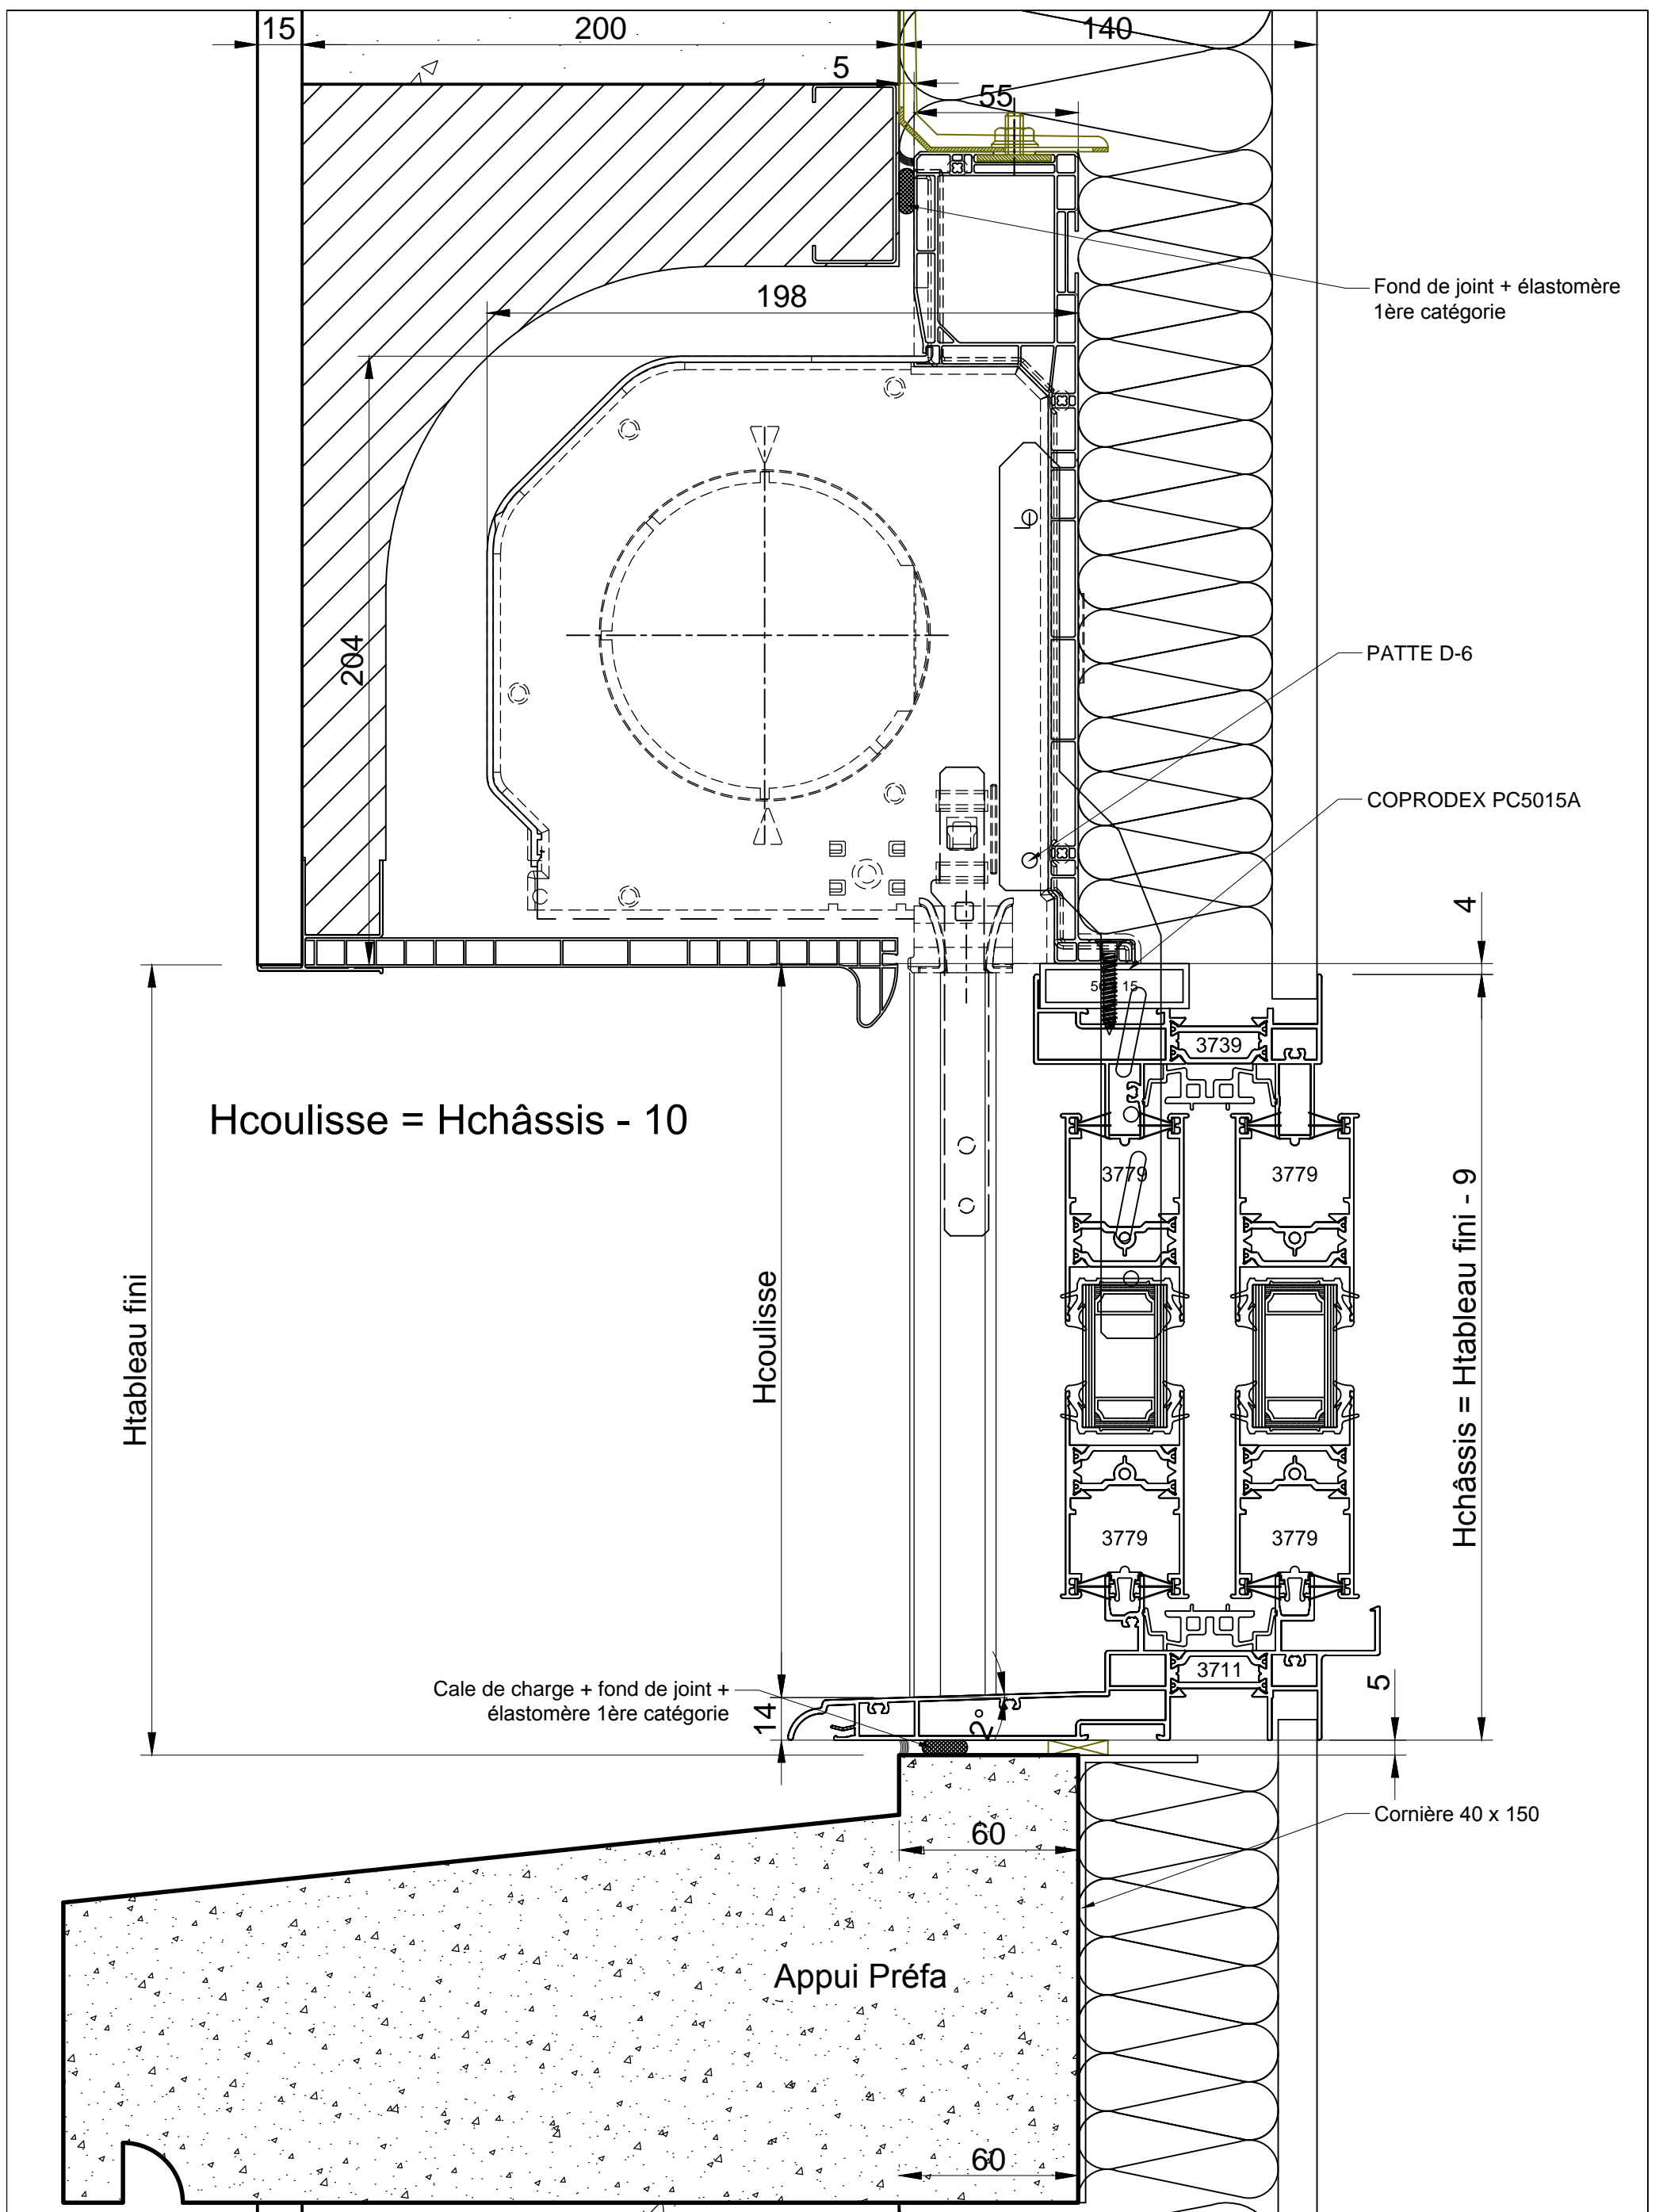 15
200
140
5
55
Fond de joint + élastomère
1ère catégorie
198
204
PATTE D-6
COPRODEX PC5015A
4
15
3739
Hcoulisse = Hchâssis - 10
3779
3779
Htableau fini
Hcoulisse
Hchâssis = Htableau fini - 9
3779
3779
3711
Cale de charge + fond de joint +
élastomère 1ère catégorie
14
2°
5
Cornière 40 x 150
60
Appui Préfa
60